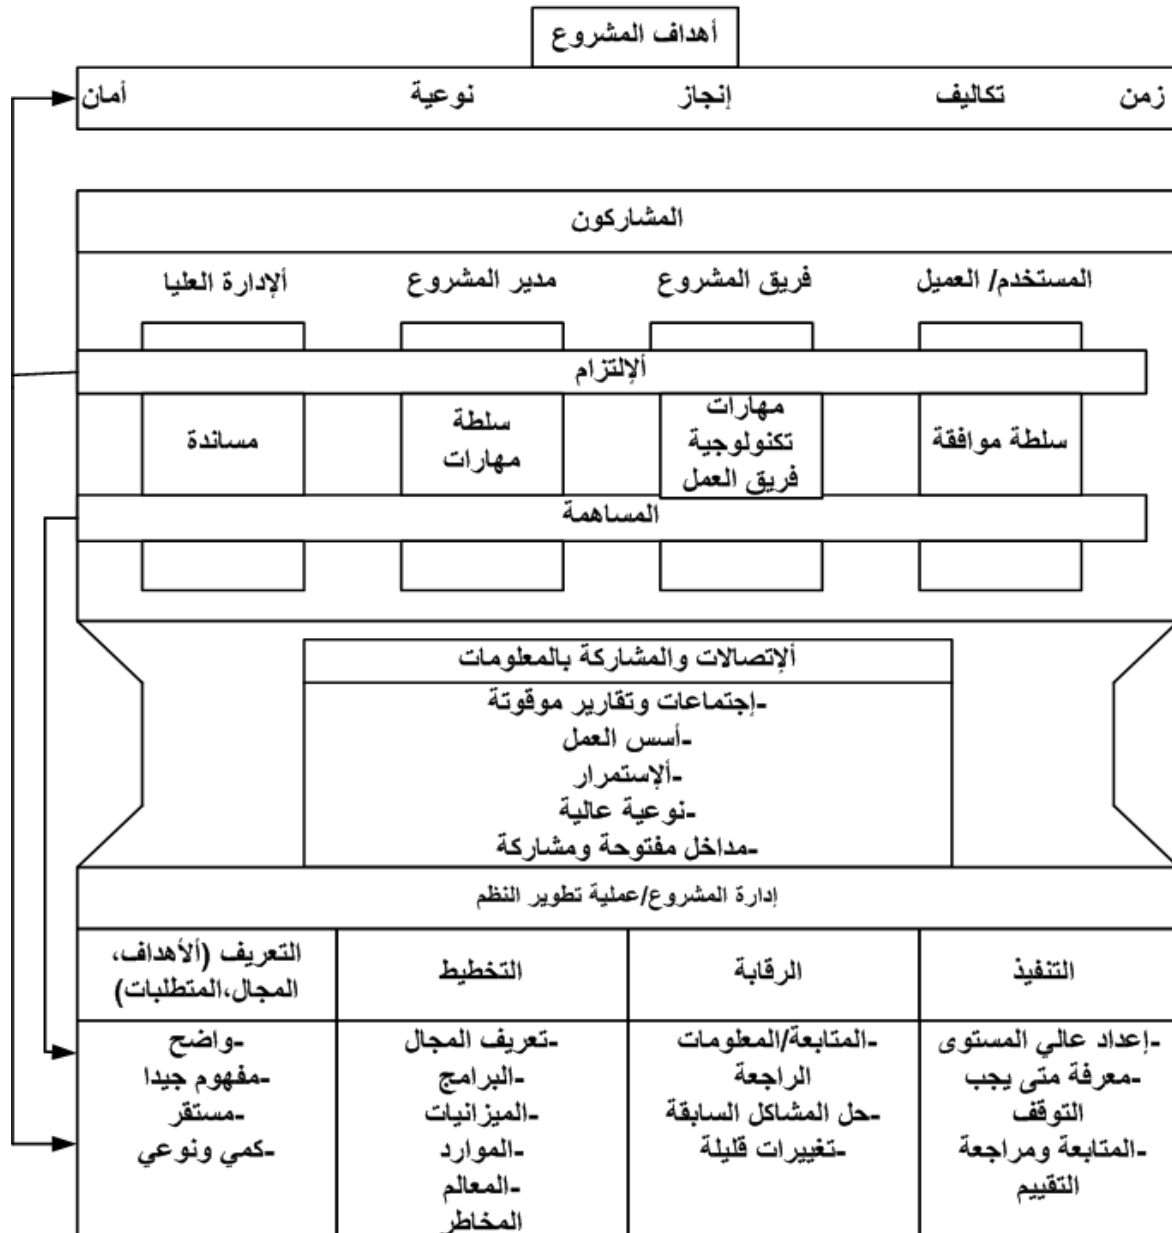 أهداف المشروع
زمن تكاليف إنجاز نوعية أمان
المشاركون
المستخدم/ العميل فريق المشروع مدير المشروع ألإدارة العليا
ألإلتزام
سلطة موافقة
مهارات
تكنولوجية
فريق العمل
سلطة
مهارات
مساندة
المساهمة
ألإتصالات والمشاركة بالمعلومات
-إجتماعات وتقارير موقوتة
-أسس العمل
-ألإستمرار
-نوعية عالية
-مداخل مفتوحة ومشاركة
إدارة المشروع/عملية تطوير النظم
التنفيذ
-إعداد عالي المستوى
-معرفة متى يجب
التوقف
-المتابعة ومراجعة
التقييم
الرقابة
-المتابعة/المعلومات
الراجعة
-حل المشاكل السابقة
-تغييرات قليلة
التخطيط
-تعريف المجال
-البرامج
-الميزانيات
-الموارد
-المعالم
المخاطر
التعريف (ألأهداف،
المجال،المتطلبات)
-واضح
-مفهوم جيدا
-مستقر
-كمي ونوعي